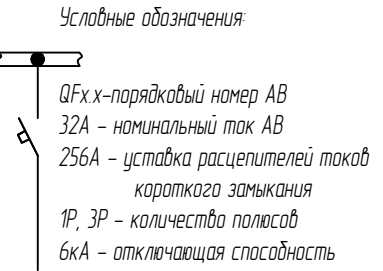 Условные обозначения:
QFx.x-порядковый номер АВ
32А - номинальный ток АВ
256А - уставка расцепителей токов
короткого замыкания
1Р, 3Р - количество полюсов
6кА - отключающая способность